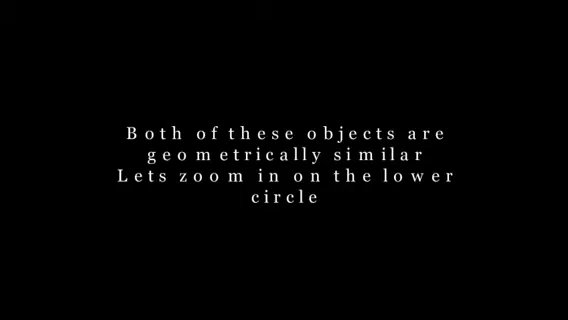 Both of these objects are
geometrically similar
Lets zoom in on the lower
circle